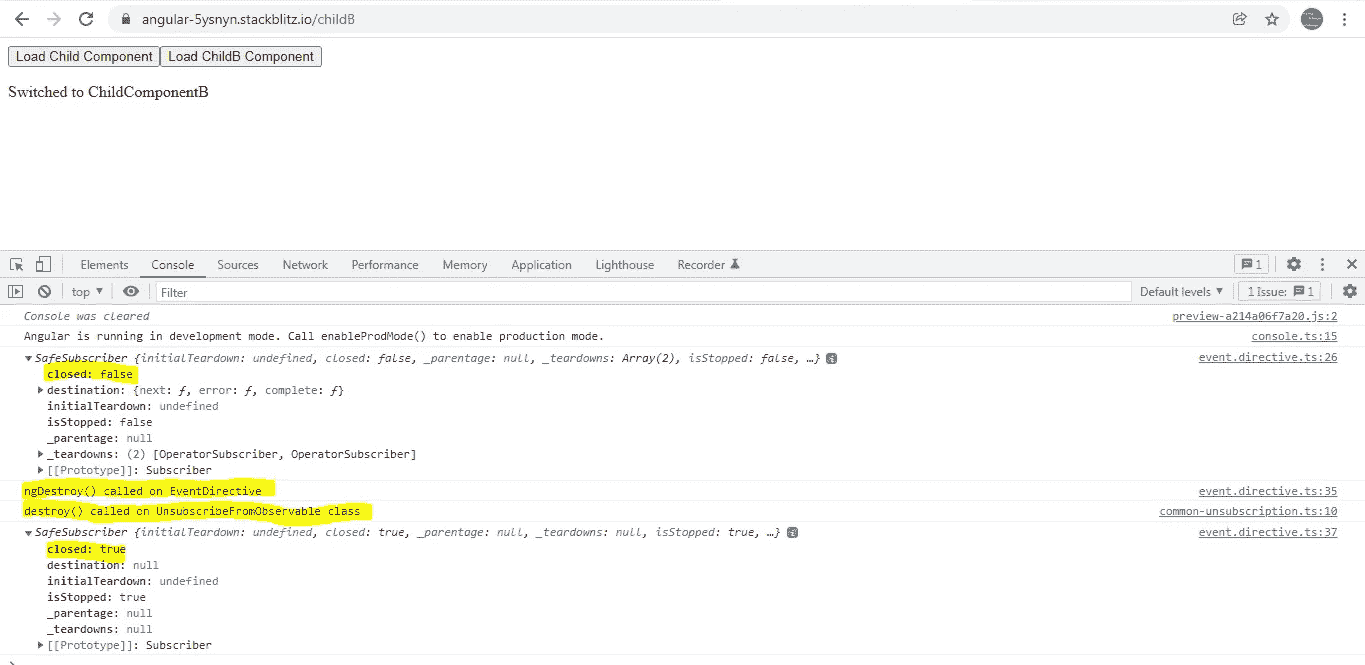 angular-5ysnyn.stackblitz.io/childB
Load Child Component Load ChildB Component
Switched to ChildComponentB
Elements Console Sources Network Performance Memory Application Lighthouse Recorder 1
top Filter Default levels 1 Issue: 1
Console was cleared preview-a214a06f7a20.js:2
Angular is running in development mode. Call enableProdMode() to enable production mode. console.ts:15
SafeSubscriber {initialTeardown: undefined, closed: false, _parentage: null, _teardowns: Array(2), isStopped: false, …} event.directive.ts:26
closed: false
destination: {next: ƒ, error: ƒ, complete: ƒ}
initialTeardown: undefined
isStopped: false
_parentage: null
_teardowns: (2) [OperatorSubscriber, OperatorSubscriber]
[[Prototype]]: Subscriber
ngDestroy() called on EventDirective event.directive.ts:35
destroy() called on UnsuscribeFromObservable class common-unsubscription.ts:10
SafeSubscriber {initialTeardown: undefined, closed: true, _parentage: null, _teardowns: null, isStopped: true, …} event.directive.ts:37
closed: true
destination: null
initialTeardown: undefined
isStopped: true
_parentage: null
_teardowns: null
[[Prototype]]: Subscriber